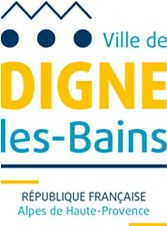 Ville de
DIGNE
les-Bains
RÉPUBLIQUE FRANÇAISE
Alpes de Haute-Provence